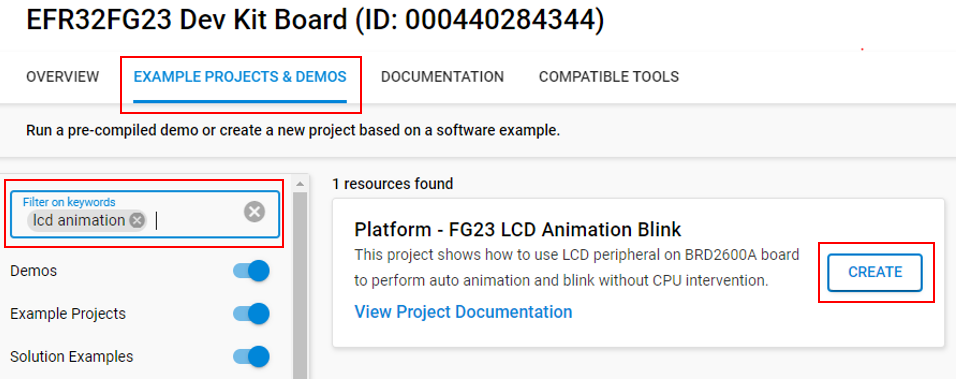 EFR32FG23 Dev Kit Board (ID: 000440284344)
OVERVIEW EXAMPLE PROJECTS & DEMOS DOCUMENTATION COMPATIBLE TOOLS
Run a pre-compiled demo or create a new project based on a software example.
Filter on keywords
lcd animation
Demos
Example Projects
Solution Examples
1 resources found
Platform - FG23 LCD Animation Blink
This project shows how to use LCD peripheral on BRD2600A board
to perform auto animation and blink without CPU intervention.
View Project Documentation
CREATE